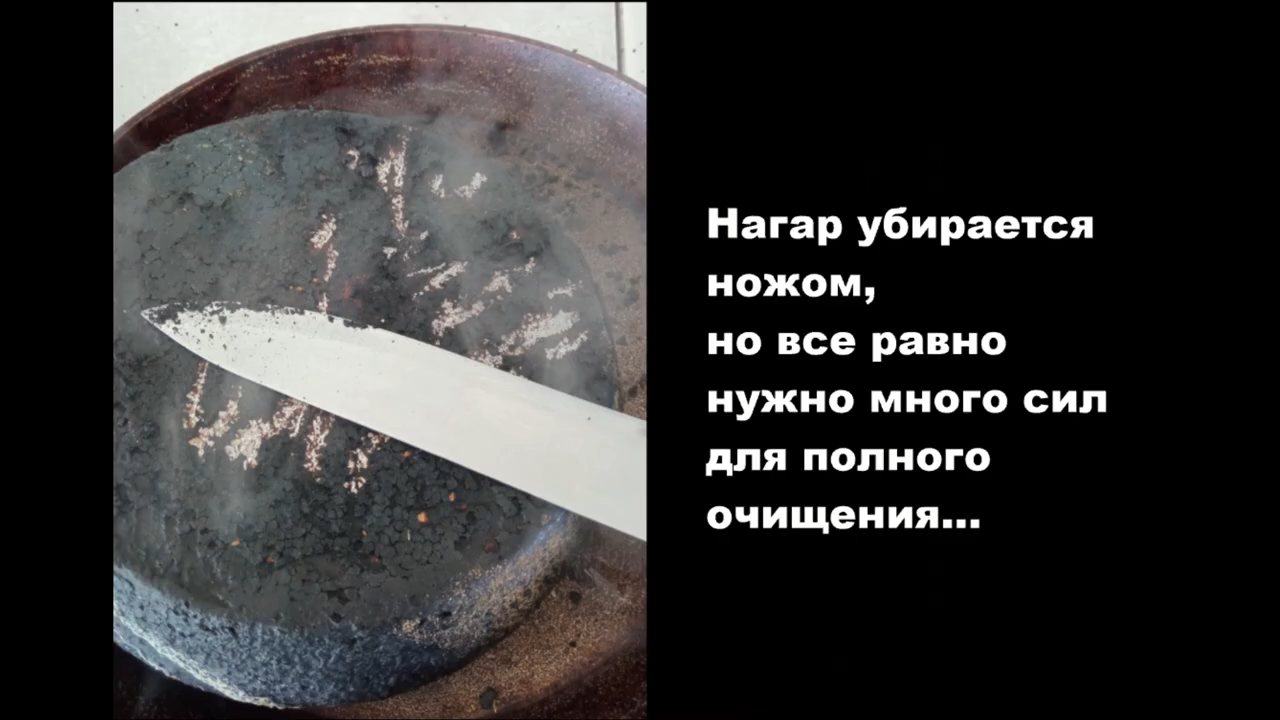 Нагар убирается
ножом,
но все равно
нужно много сил
для полного
очищения...